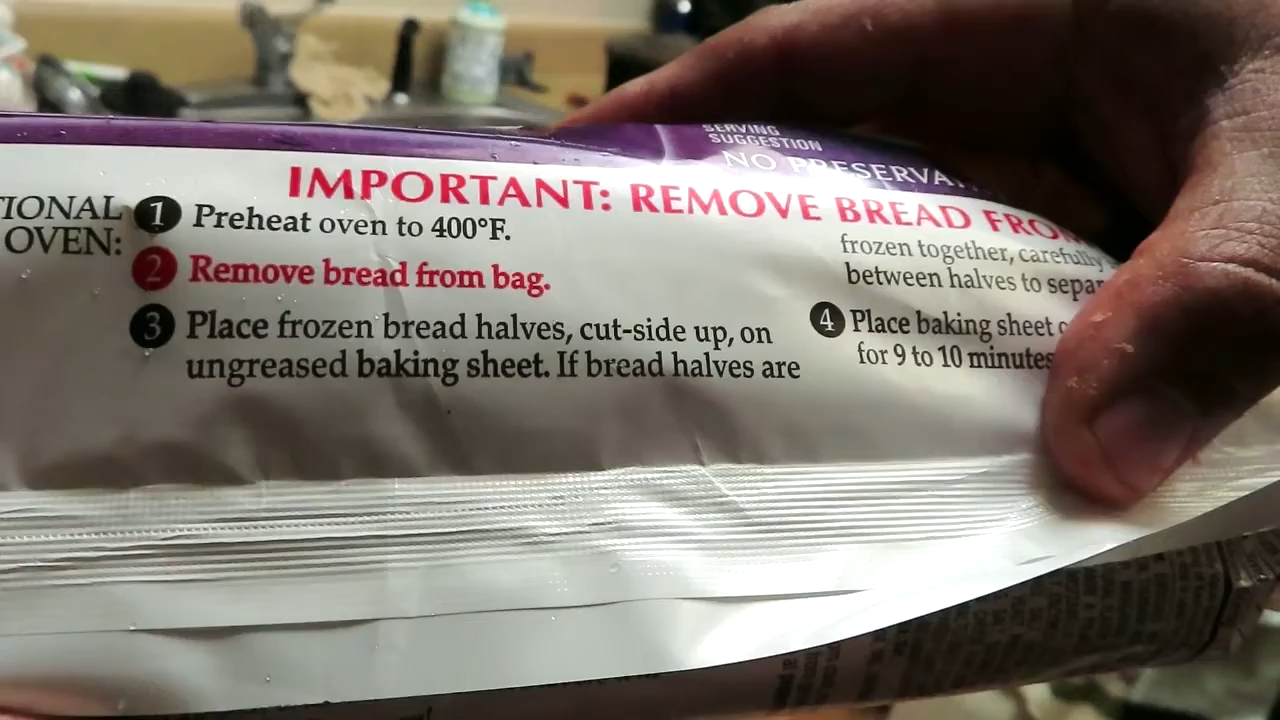 SERVING
SUGGESTION
NO
IMPORTANT: REMOVE BREAD
OVEN:
1 Preheat oven to 400°F.
2 Remove bread from bag.
3 Place frozen bread halves, cut-side up, on
ungreased baking sheet. If bread halves are
frozen together, carefully
between halves to
4 Place baking sheet
for 9 to 10 minutes